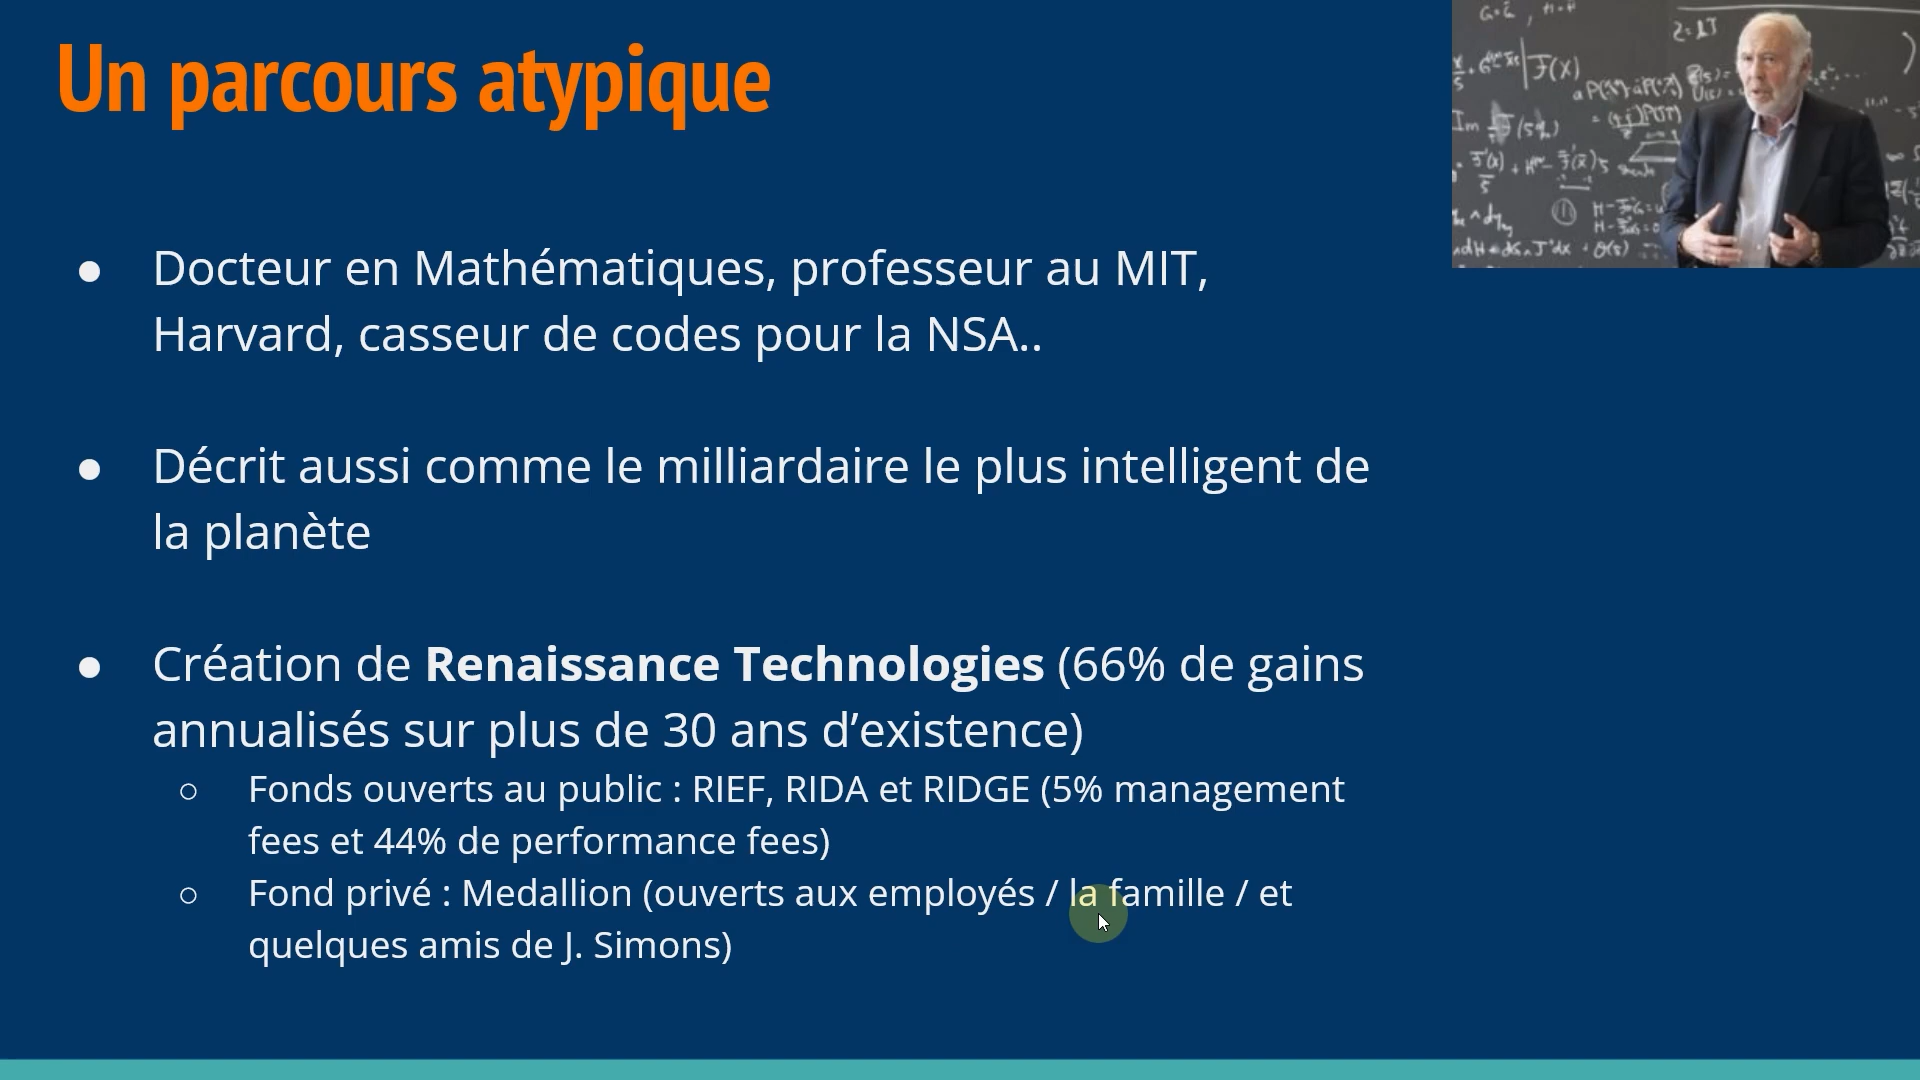 Un parcours atypique
● Docteur en Mathématiques, professeur au MIT,
Harvard, casseur de codes pour la NSA..
● Décrit aussi comme le milliardaire le plus intelligent de
la planète
● Création de Renaissance Technologies (66% de gains
annualisés sur plus de 30 ans d’existence)
○ Fonds ouverts au public : RIEF, RIDA et RIDGE (5% management
fees et 44% de performance fees)
○ Fond privé : Medallion (ouverts aux employés / la famille / et
quelques amis de J. Simons)